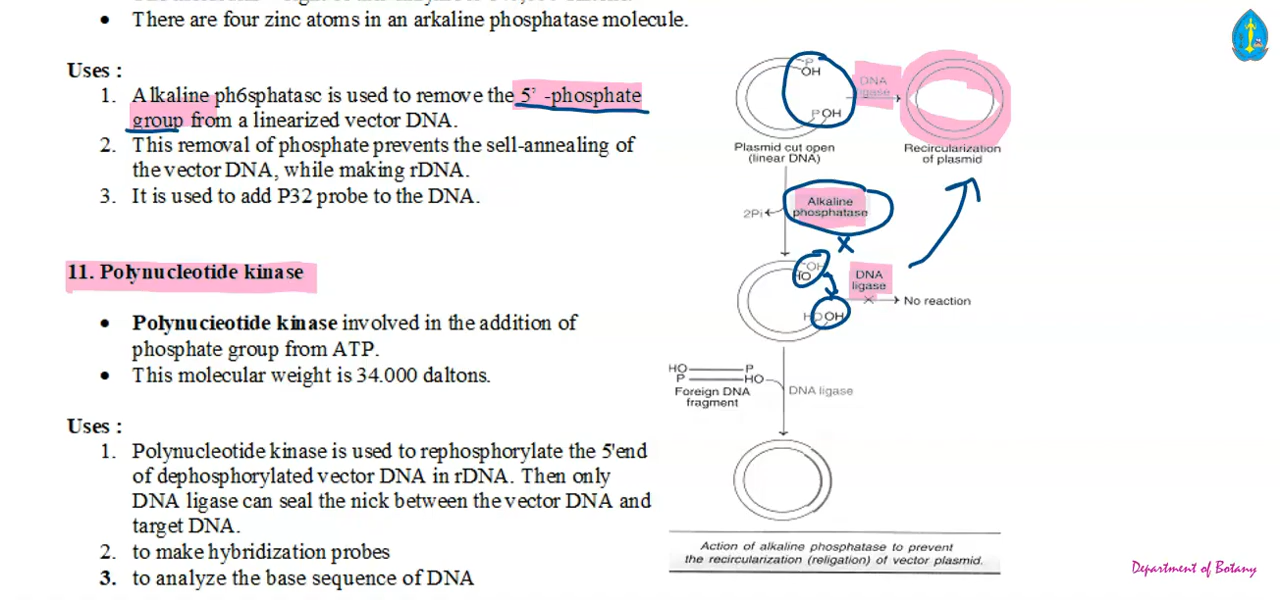 • There are four zinc atoms in an arkaline phosphatase molecule.
Uses :
1. Alkaline ph6sphatasc is used to remove the 5' -phosphate
group from a linearized vector DNA.
2. This removal of phosphate prevents the sell-annealing of
the vector DNA, while making rDNA.
3. It is used to add P32 probe to the DNA.
11. Polynucleotide kinase
• Polynucieotide kinase involved in the addition of
phosphate group from ATP.
• This molecular weight is 34.000 daltons.
Uses :
1. Polynucleotide kinase is used to rephosphorylate the 5'end
of dephosphorylated vector DNA in rDNA. Then only
DNA ligase can seal the nick between the vector DNA and
target DNA.
2. to make hybridization probes
3. to analyze the base sequence of DNA
P
OH
P OH
DNA
ligase
Plasmid cut open
(linear DNA)
Recircularization
of plasmid
Alkaline
phosphatase
2Pi
X
OH
HO
HO OH
DNA
ligase
No reaction
HO P
P HO
Foreign DNA
fragment
DNA ligase
Action of alkaline phosphatase to prevent
the recircularization (religation) of vector plasmid.
Department of Botany